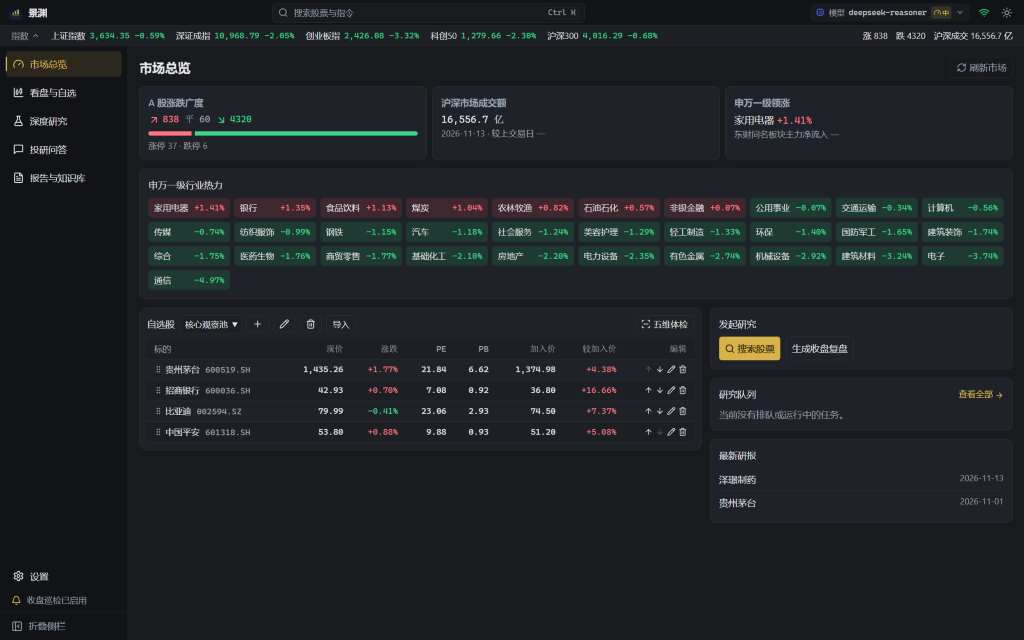 景渊
搜索股票与指令 Ctrl K
模型 deepseek-reasoner 中
指数 上证指数 3,634.35 -0.59% 深证成指 10,968.79 -2.05% 创业板指 2,426.08 -3.32% 科创50 1,279.66 -2.30% 沪深300 4,016.29 -0.68% 涨 838 跌 4320 沪深成交 16,556.7 亿
市场总览
看盘与自选
深度研究
投研问答
报告与知识库
设置
收盘巡检已启用
折叠侧栏
市场总览
刷新市场
A 股涨跌广度
838 平 60 4320
涨停 37 · 跌停 6
沪深市场成交额
16,556.7 亿
2026-11-13 · 较上交易日 —
申万一级领涨
家用电器 +1.41%
东财同名板块主力净流入 —
申万一级行业热力
家用电器 +1.41% 银行 +1.35% 食品饮料 +1.13% 煤炭 +1.04% 农林牧渔 +0.82% 石油石化 +0.57% 非银金融 +0.07% 公用事业 -0.07% 交通运输 -0.34% 计算机 -0.56%
传媒 -0.74% 纺织服饰 -0.99% 钢铁 -1.15% 汽车 -1.18% 社会服务 -1.24% 美容护理 -1.29% 轻工制造 -1.33% 环保 -1.40% 国防军工 -1.65% 建筑装饰 -1.74%
综合 -1.75% 医药生物 -1.76% 商贸零售 -1.77% 基础化工 -2.10% 房地产 -2.20% 电力设备 -2.35% 有色金属 -2.74% 机械设备 -2.92% 建筑材料 -3.24% 电子 -3.74%
通信 -4.97%
自选股 核心观察池 ▼ 导入 五维体检
标的 现价 涨跌 PE PB 加入价 较加入价 编辑
贵州茅台 600519.SH 1,435.26 +1.77% 21.84 6.62 1,374.98 +4.38%
招商银行 600036.SH 42.93 +0.70% 7.08 0.92 36.80 +16.66%
比亚迪 002594.SZ 79.99 -0.41% 23.06 2.93 74.50 +7.37%
中国平安 601318.SH 53.80 +0.88% 9.88 0.93 51.20 +5.08%
发起研究
搜索股票 生成收盘复盘
研究队列 查看全部 →
当前没有排队或运行中的任务。
最新研报
泽璟制药 2026-11-13
贵州茅台 2026-11-01